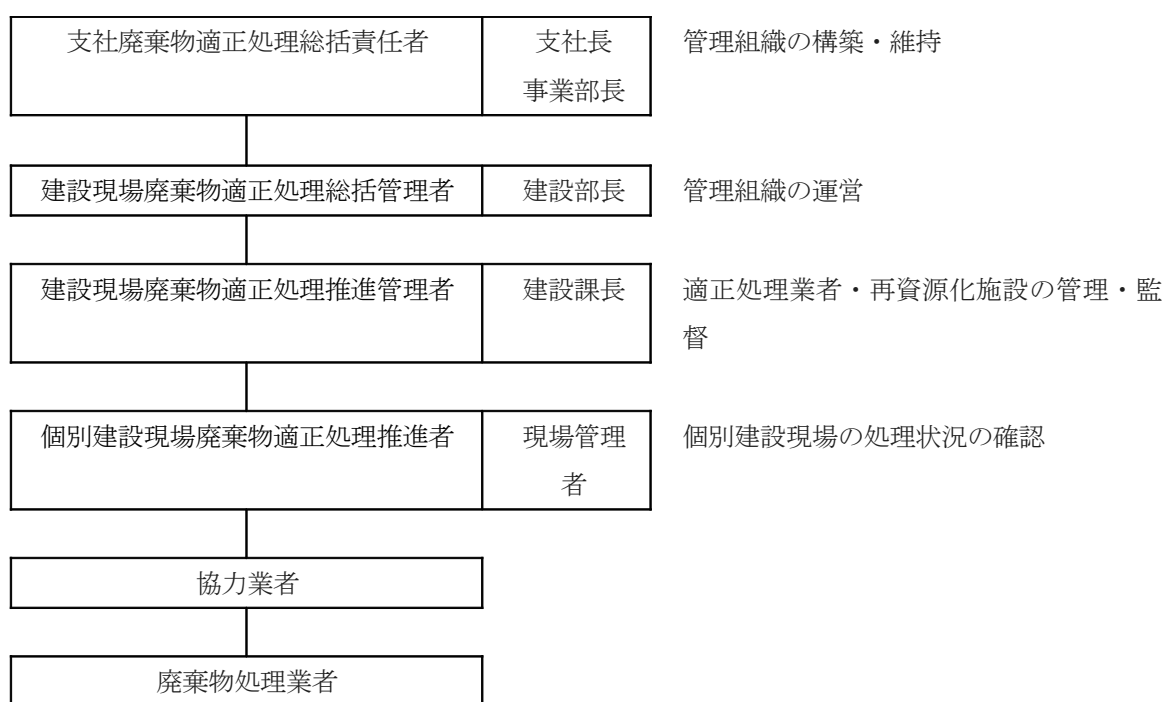 支社廃棄物適正処理総括責任者 支社長 管理組織の構築・維持
事業部長
建設現場廃棄物適正処理総括管理者 建設部長 管理組織の運営
建設現場廃棄物適正処理推進管理者 建設課長 適正処理業者・再資源化施設の管理・監
督
個別建設現場廃棄物適正処理推進者 現場管理 個別建設現場の処理状況の確認
者
協力業者
廃棄物処理業者